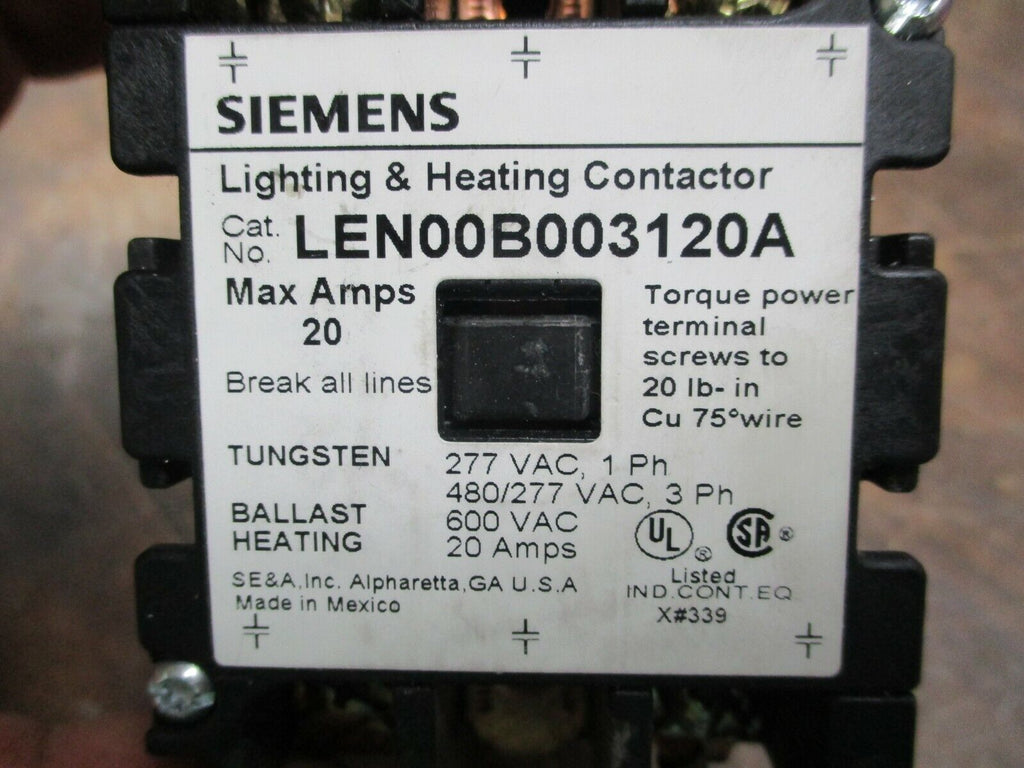 SIEMENS
Lighting & Heating Contactor
Cat. No. LEN00B003120A
Max Amps
20
Break all lines
Torque power
terminal
screws to
20 lb- in
Cu 75°wire
TUNGSTEN 277 VAC, 1 Ph
480/277 VAC, 3 Ph
BALLAST 600 VAC
HEATING 20 Amps
UL ® SA ®
Listed
IND.CONT.EQ
X#339
SE&A,Inc. Alpharetta,GA U.S.A
Made in Mexico